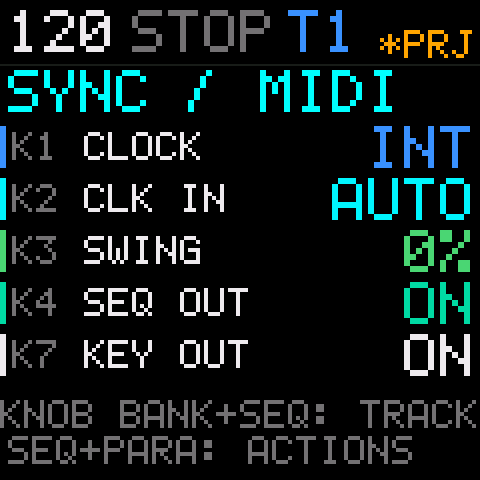 120 STOP T1 *PRJ
SYNC / MIDI
K1 CLOCK INT
K2 CLK IN AUTO
K3 SWING 0%
K4 SEQ OUT ON
K7 KEY OUT ON
KNOB BANK+SEQ: TRACK
SEQ+PARA: ACTIONS